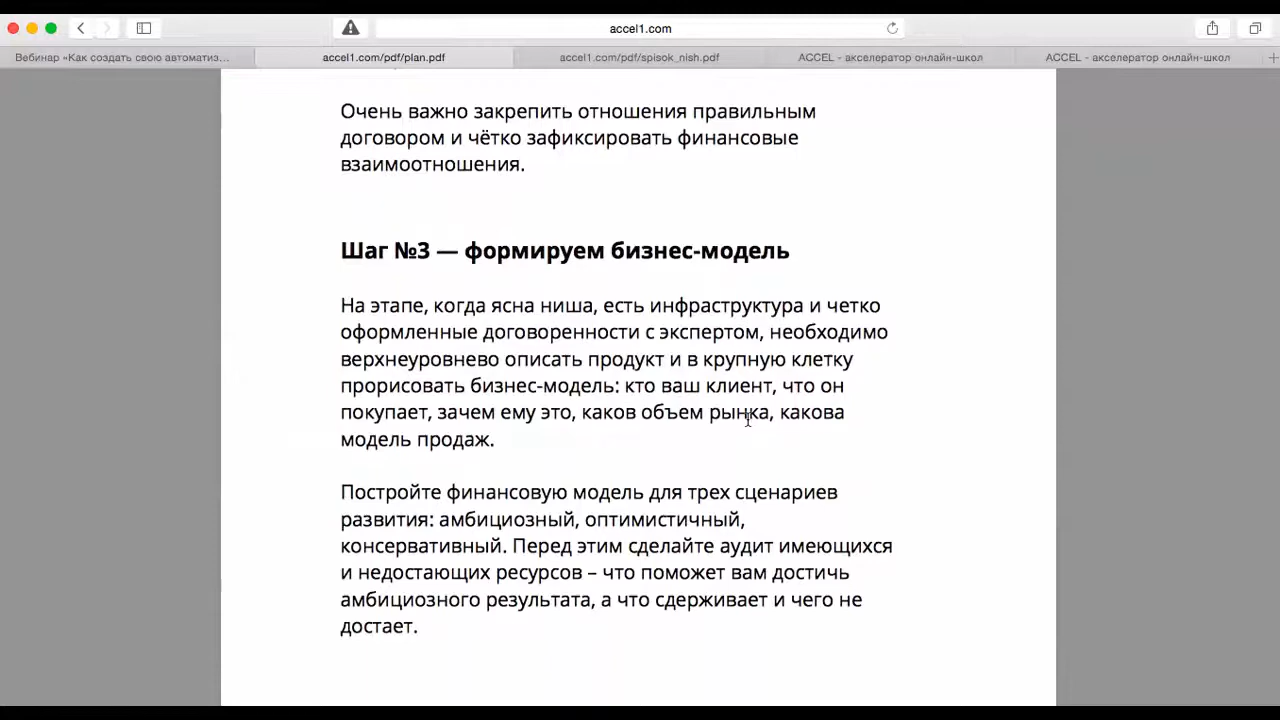 accel1.com
Вебинар «Как создать свою автоматиз...
accel1.com/pdf/plan.pdf
accel1.com/pdf/spisok_nish.pdf
ACCEL - акселератор онлайн-школ
ACCEL - акселератор онлайн-школ
Очень важно закрепить отношения правильным
договором и чётко зафиксировать финансовые
взаимоотношения.
Шаг №3 — формируем бизнес-модель
На этапе, когда ясна ниша, есть инфраструктура и четко
оформленные договоренности с экспертом, необходимо
верхнеуровнево описать продукт и в крупную клетку
прорисовать бизнес-модель: кто ваш клиент, что он
покупает, зачем ему это, каков объем рынка, какова
модель продаж.
Постройте финансовую модель для трех сценариев
развития: амбициозный, оптимистичный,
консервативный. Перед этим сделайте аудит имеющихся
и недостающих ресурсов – что поможет вам достичь
амбициозного результата, а что сдерживает и чего не
достает.